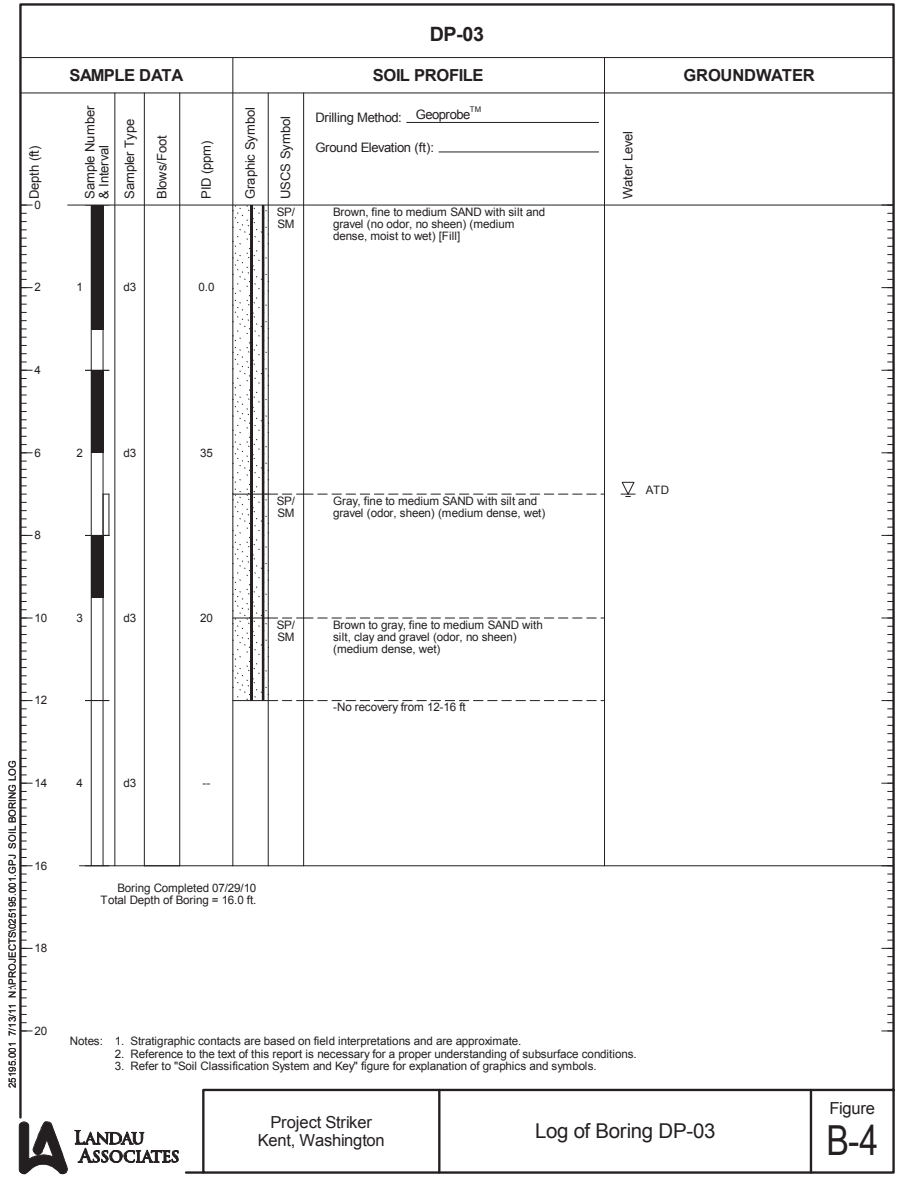 DP-03
SAMPLE DATA
SOIL PROFILE
GROUNDWATER
Depth (ft)
Sample Number
& Interval
Sampler Type
Blows/Foot
PID (ppm)
Graphic Symbol
USCS Symbol
Drilling Method: Geoprobe™
Ground Elevation (ft):
Water Level
0
SP/
SM
Brown, fine to medium SAND with silt and
gravel (no odor, no sheen) (medium
dense, moist to wet) [Fill]
2
1
d3
0.0
4
6
2
d3
35
ATD
SP/
SM
Gray, fine to medium SAND with silt and
gravel (odor, sheen) (medium dense, wet)
8
10
3
d3
20
SP/
SM
Brown to gray, fine to medium SAND with
silt, clay and gravel (odor, no sheen)
(medium dense, wet)
12
-No recovery from 12-16 ft
14
4
d3
--
16
Boring Completed 07/29/10
Total Depth of Boring = 16.0 ft.
18
20
Notes: 1. Stratigraphic contacts are based on field interpretations and are approximate.
2. Reference to the text of this report is necessary for a proper understanding of subsurface conditions.
3. Refer to "Soil Classification System and Key" figure for explanation of graphics and symbols.
25195.001 7/13/11 N:\PROJECTS\025195.001.GPJ SOIL BORING LOG
LA
LANDAU
ASSOCIATES
Project Striker
Kent, Washington
Log of Boring DP-03
Figure
B-4